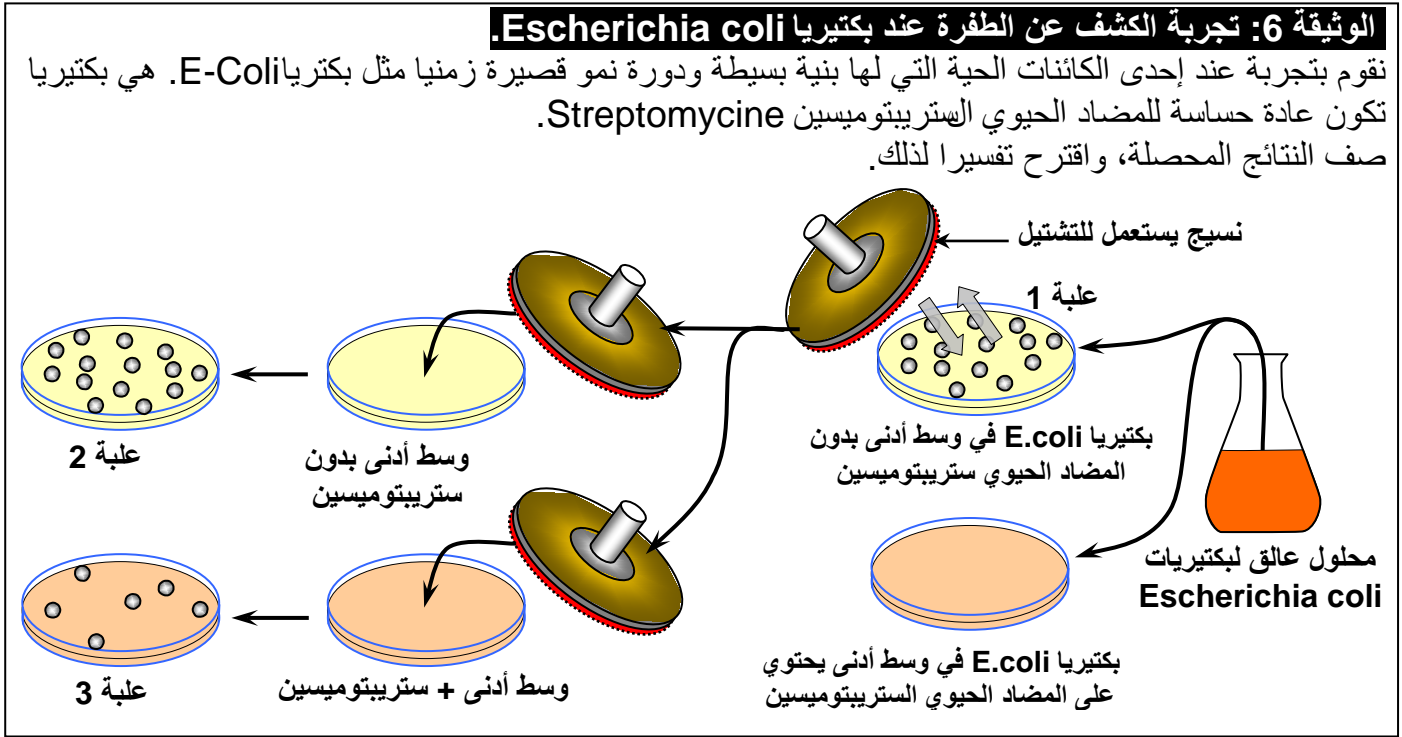 الوثيقة 6: تجربة الكشف عن الطفرة عند بكتيريا Escherichia coli.
نقوم بتجربة عند إحدى الكائنات الحية التي لها بنية بسيطة ودورة نمو قصيرة زمنيا مثل بكترياE-Coli. هي بكتيريا
تكون عادة حساسة للمضاد الحيوي الستريبتوميسين Streptomycine.
صف النتائج المحصلة، واقترح تفسيرا لذلك.
نسيج يستعمل للتشتيل
علبة 1
بكتيريا E.coli في وسط أدنى بدون
المضاد الحيوي ستريبتوميسين
وسط أدنى بدون
ستريبتوميسين
علبة 2
محلول عالق لبكتيريات
Escherichia coli
بكتيريا E.coli في وسط أدنى يحتوي
على المضاد الحيوي الستريبتوميسين
وسط أدنى + ستريبتوميسين
علبة 3